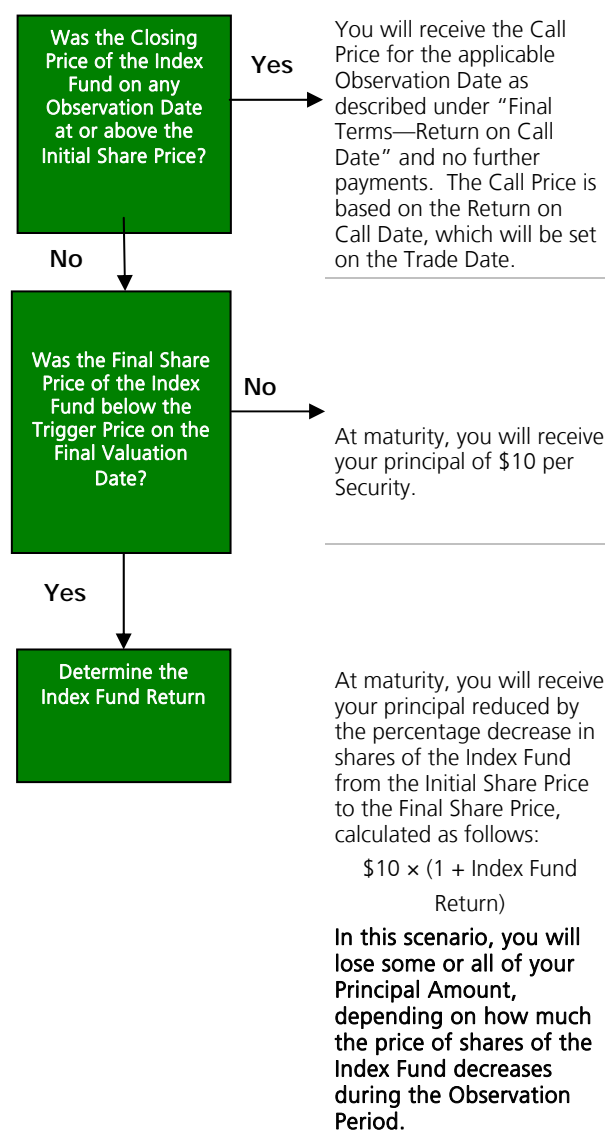 Was the Closing
Price of the Index
Fund on any
Observation Date
at or above the
Initial Share Price?
Yes
You will receive the Call
Price for the applicable
Observation Date as
described under “Final
Terms—Return on Call
Date” and no further
payments. The Call Price is
based on the Return on
Call Date, which will be set
on the Trade Date.
No
Was the Final Share
Price of the Index
Fund below the
Trigger Price on the
Final Valuation
Date?
No
At maturity, you will receive
your principal of $10 per
Security.
Yes
Determine the
Index Fund Return
At maturity, you will receive
your principal reduced by
the percentage decrease in
shares of the Index Fund
from the Initial Share Price
to the Final Share Price,
calculated as follows:
$10 × (1 + Index Fund
Return)
In this scenario, you will
lose some or all of your
Principal Amount,
depending on how much
the price of shares of the
Index Fund decreases
during the Observation
Period.